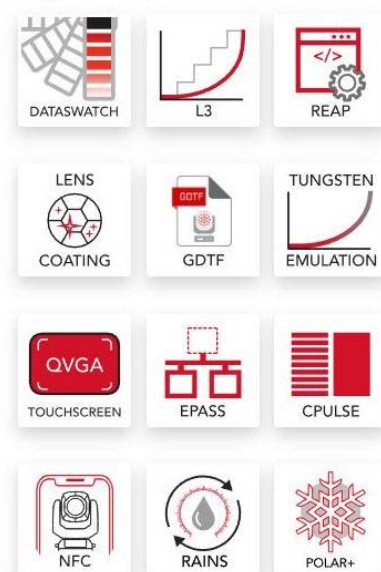 DATASWATCH
L3
</>
REAP
LENS
COATING
GDTF
GDTF
TUNGSTEN
EMULATION
QVGA
TOUCHSCREEN
EPASS
CPULSE
NFC
RAINS
POLAR+